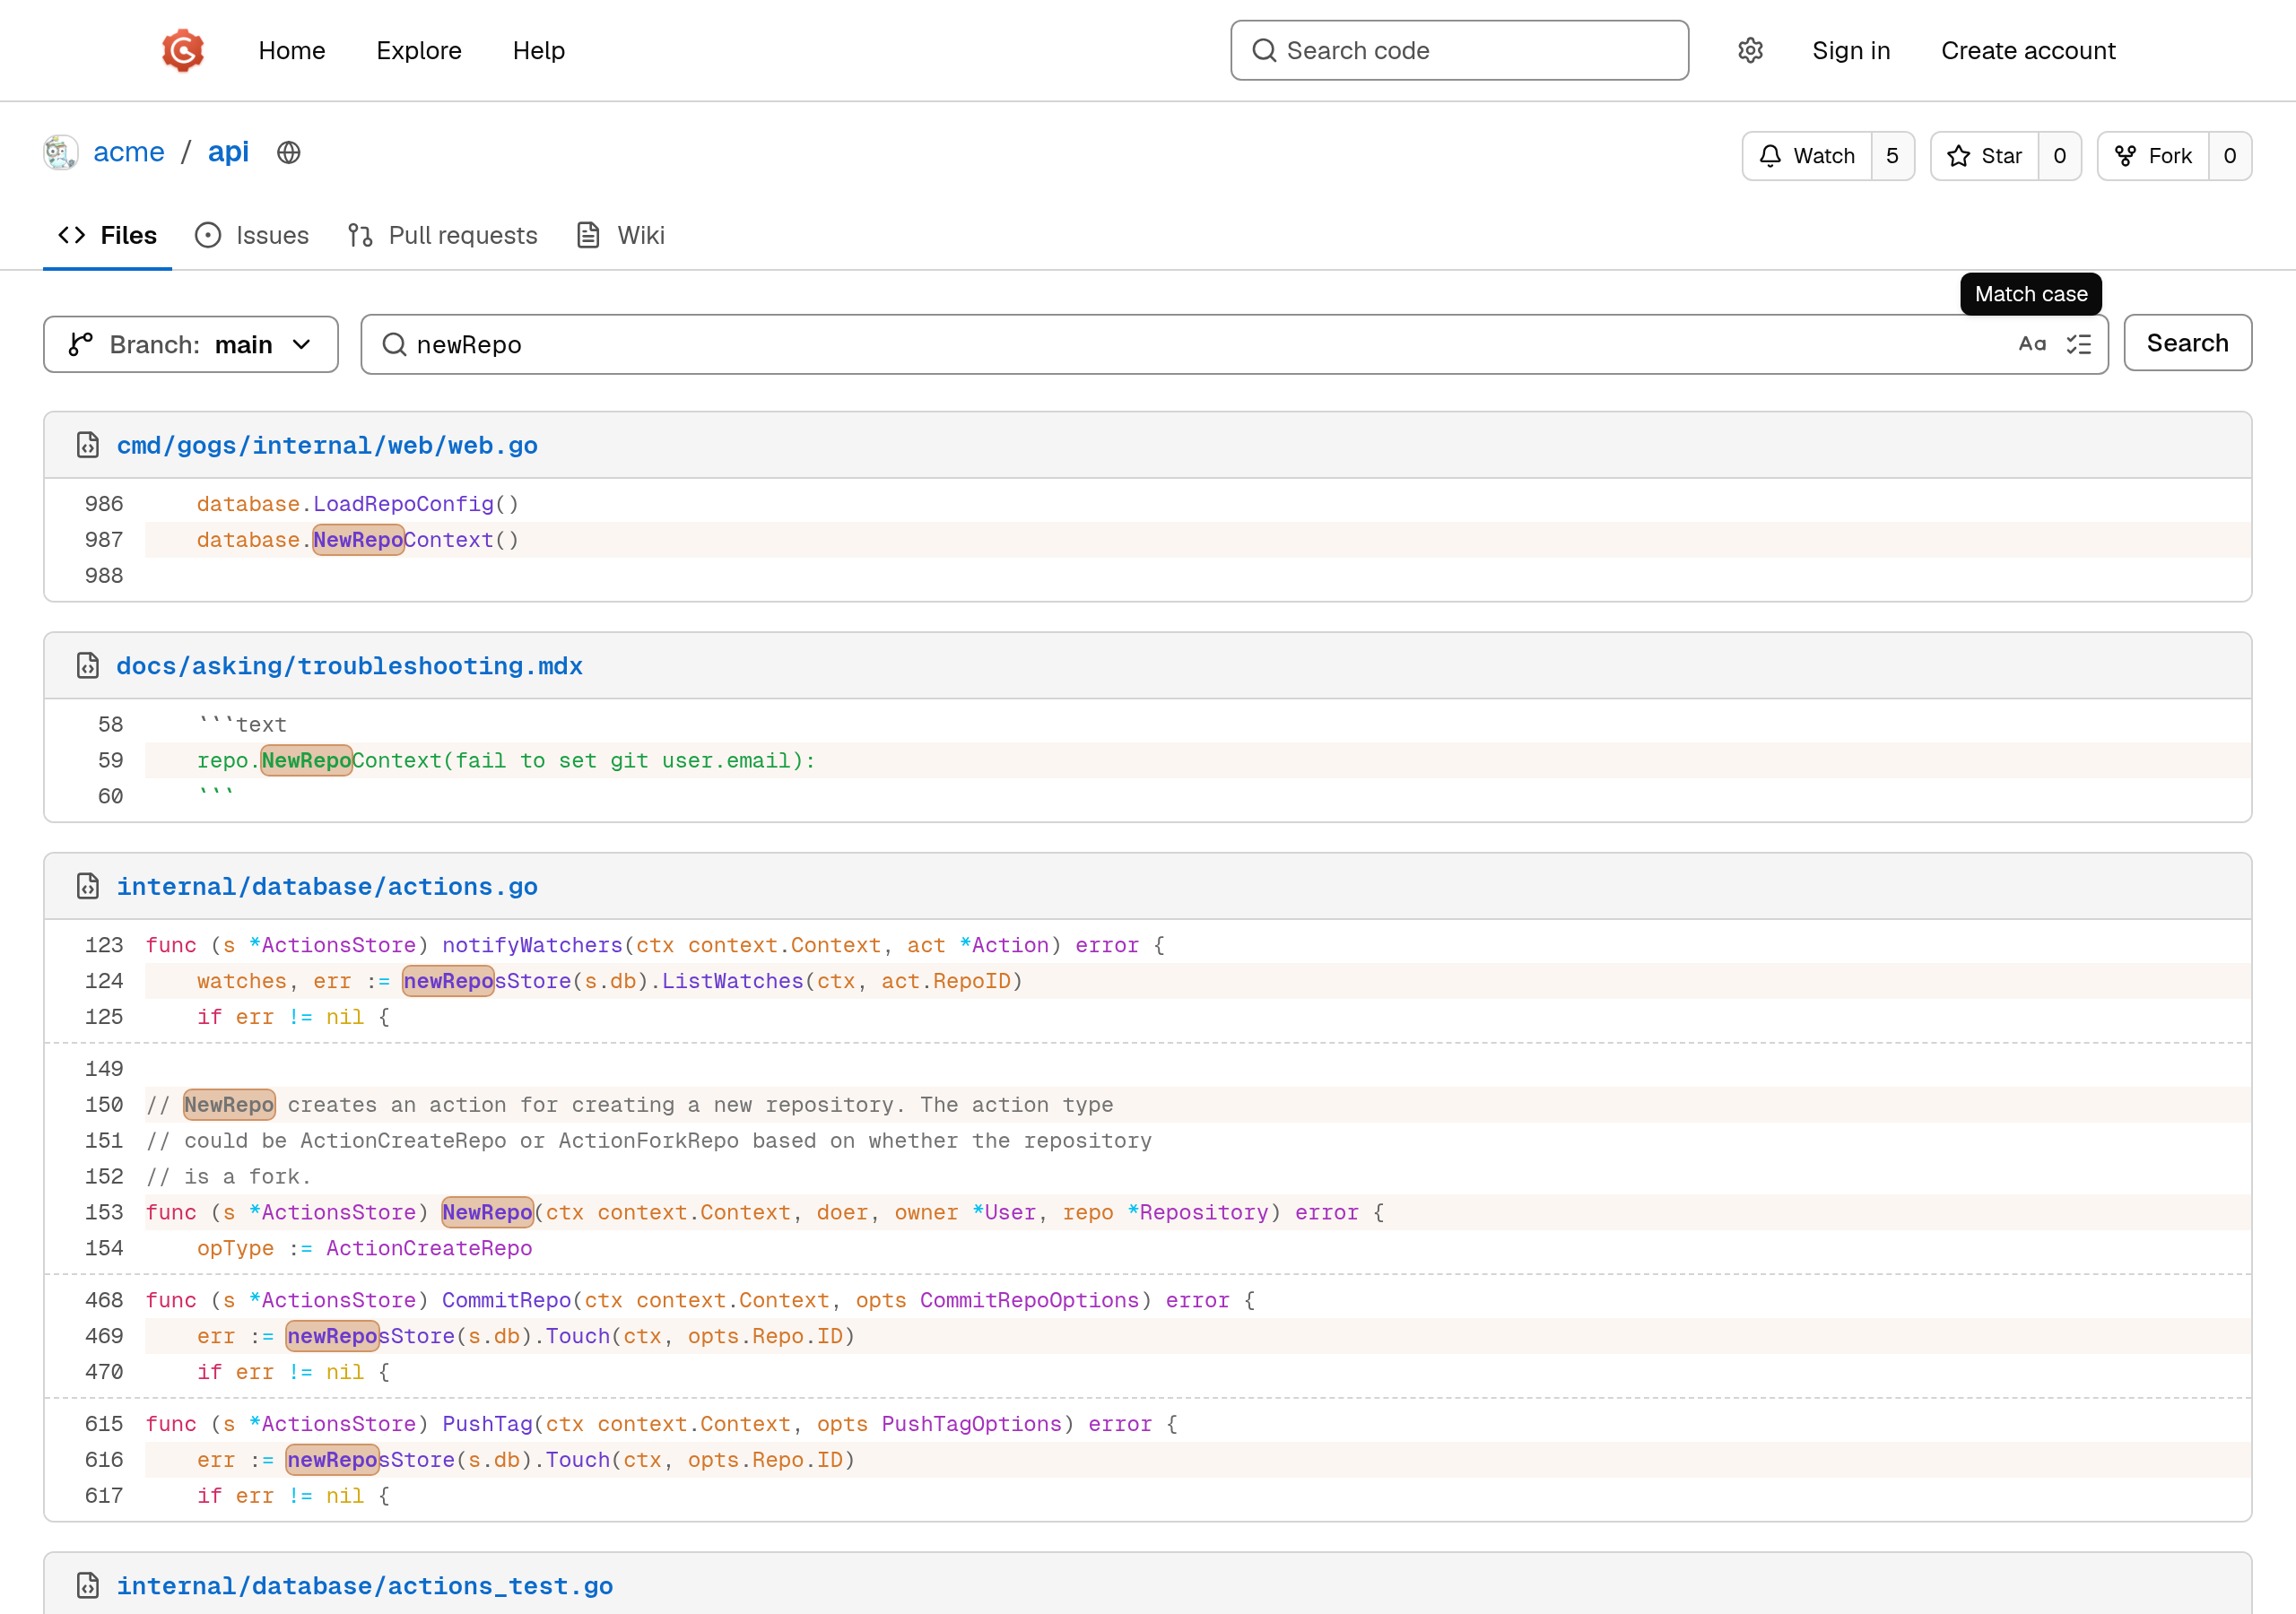 Home Explore Help Search code Sign in Create account
acme / api Watch 5 Star 0 Fork 0
Files Issues Pull requests Wiki
Match case
Branch: main newRepo Aa Search
cmd/gogs/internal/web/web.go
986 database.LoadRepoConfig()
987 database.NewRepoContext()
988
docs/asking/troubleshooting.mdx
58 ```text
59 repo.NewRepoContext(fail to set git user.email):
60 ```
internal/database/actions.go
123 func (s *ActionsStore) notifyWatchers(ctx context.Context, act *Action) error {
124 watches, err := newReposStore(s.db).ListWatches(ctx, act.RepoID)
125 if err != nil {
149
150 // NewRepo creates an action for creating a new repository. The action type
151 // could be ActionCreateRepo or ActionForkRepo based on whether the repository
152 // is a fork.
153 func (s *ActionsStore) NewRepo(ctx context.Context, doer, owner *User, repo *Repository) error {
154 opType := ActionCreateRepo
468 func (s *ActionsStore) CommitRepo(ctx context.Context, opts CommitRepoOptions) error {
469 err := newReposStore(s.db).Touch(ctx, opts.Repo.ID)
470 if err != nil {
615 func (s *ActionsStore) PushTag(ctx context.Context, opts PushTagOptions) error {
616 err := newReposStore(s.db).Touch(ctx, opts.Repo.ID)
617 if err != nil {
internal/database/actions_test.go